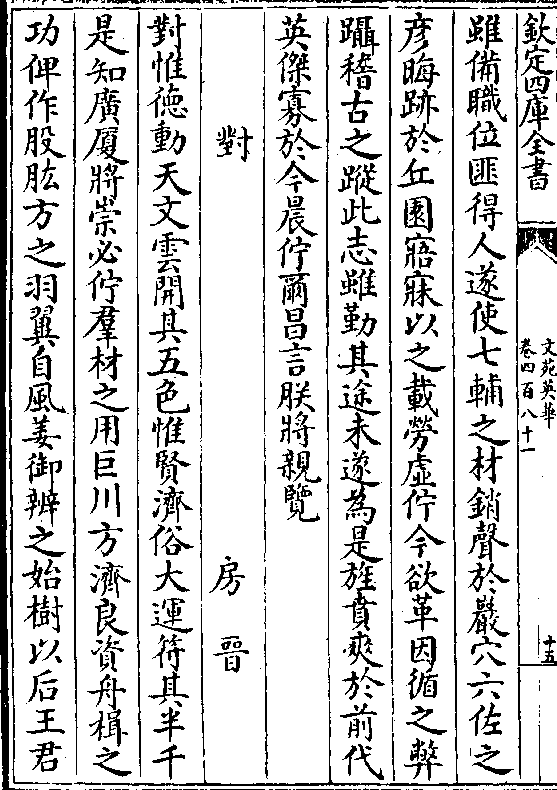 欽定四庫全書
文苑英華
卷四百八十一
十五
雖備職位匪得人遂使七輔之材銷聲於巖穴六佐之
彦晦跡於丘園寤寐以之載勞虛佇今欲革因循之弊
躡稽古之蹤此志雖勤其途未遂為是旌賁爽於前代
英傑寡於今晨佇爾昌言朕將親覽
對 房晉
對惟徳動天文雲開其五色惟賢濟俗大運符其半千
是知廣厦將崇必佇羣材之用巨川方濟良資舟楫之
功俾作股肱方之羽翼自風姜御辨之始樹以后王君